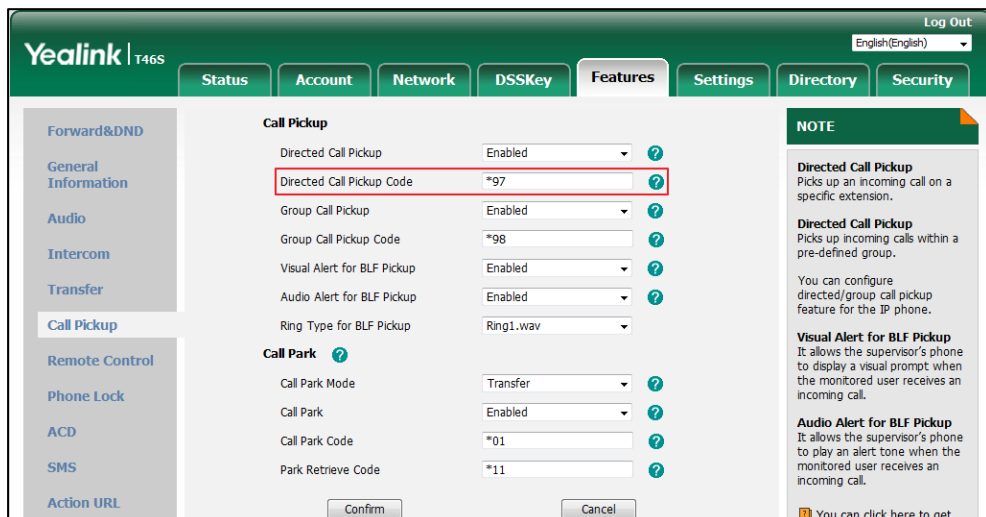 Log Out
Yealink | T46S
English(English)
Status Account Network DSSKey Features Settings Directory Security
Forward&DND
General
Information
Audio
Intercom
Transfer
Call Pickup
Remote Control
Phone Lock
ACD
SMS
Action URL
Call Pickup
Directed Call Pickup Enabled ?
Directed Call Pickup Code *97 ?
Group Call Pickup Enabled ?
Group Call Pickup Code *98 ?
Visual Alert for BLF Pickup Enabled ?
Audio Alert for BLF Pickup Enabled ?
Ring Type for BLF Pickup Ring1.wav
Call Park ?
Call Park Mode Transfer ?
Call Park Enabled ?
Call Park Code *01 ?
Park Retrieve Code *11 ?
Confirm Cancel
NOTE
Directed Call Pickup
Picks up an incoming call on a
specific extension.
Directed Call Pickup
Picks up incoming calls within a
pre-defined group.
You can configure
directed/group call pickup
feature for the IP phone.
Visual Alert for BLF Pickup
It allows the supervisor's phone
to display a visual prompt when
the monitored user receives an
incoming call.
Audio Alert for BLF Pickup
It allows the supervisor's phone
to play an alert tone when the
monitored user receives an
incoming call.
? You can click here to get